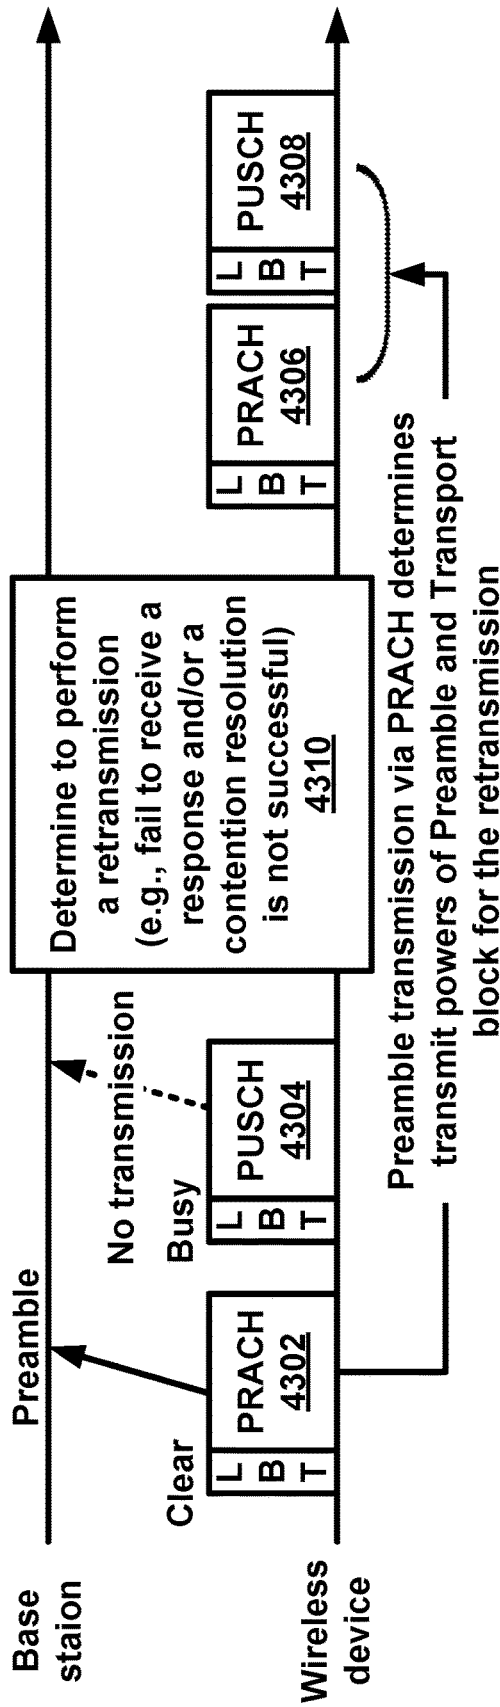 Base
staion
Preamble
No transmission
Clear
Busy
L
B
T
PRACH
4302
L
B
T
PUSCH
4304
Determine to perform
a retransmission
(e.g., fail to receive a
response and/or a
contention resolution
is not successful)
4310
L
B
T
PRACH
4306
L
B
T
PUSCH
4308
Wireless
device
Preamble transmission via PRACH determines
transmit powers of Preamble and Transport
block for the retransmission